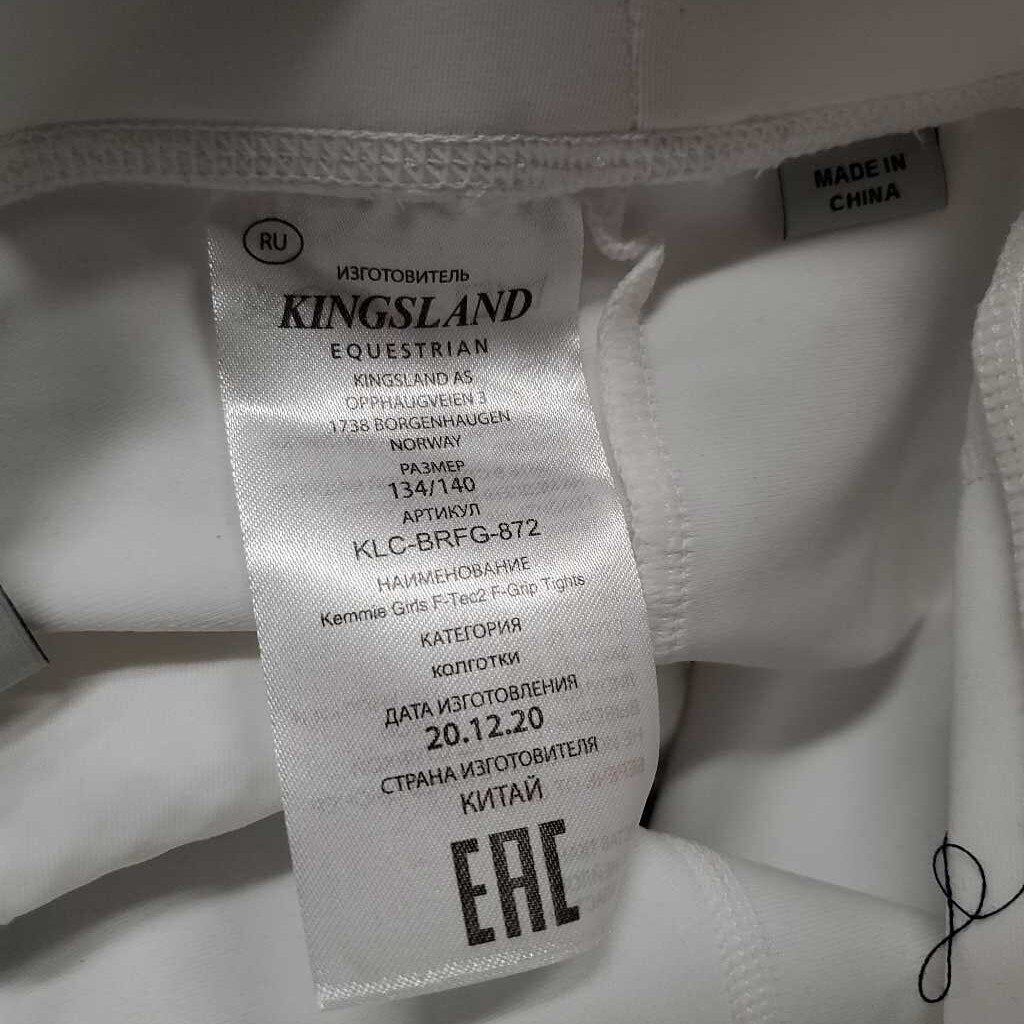 RU
ИЗГОТОВИТЕЛЬ
KINGSLAND
EQUESTRIAN
KINGSLAND AS
OPPHAUGVEIEN 3
1738 BORGENHAUGEN
NORWAY
РАЗМЕР
134/140
АРТИКУЛ
KLC-BRFG-872
НАИМЕНОВАНИЕ
Kemmie Girls F-Tec2 F-Grip Tights
КАТЕГОРИЯ
колготки
ДАТА ИЗГОТОВЛЕНИЯ
20.12.20
СТРАНА ИЗГОТОВИТЕЛЯ
КИТАЙ
EAC
MADE IN
CHINA